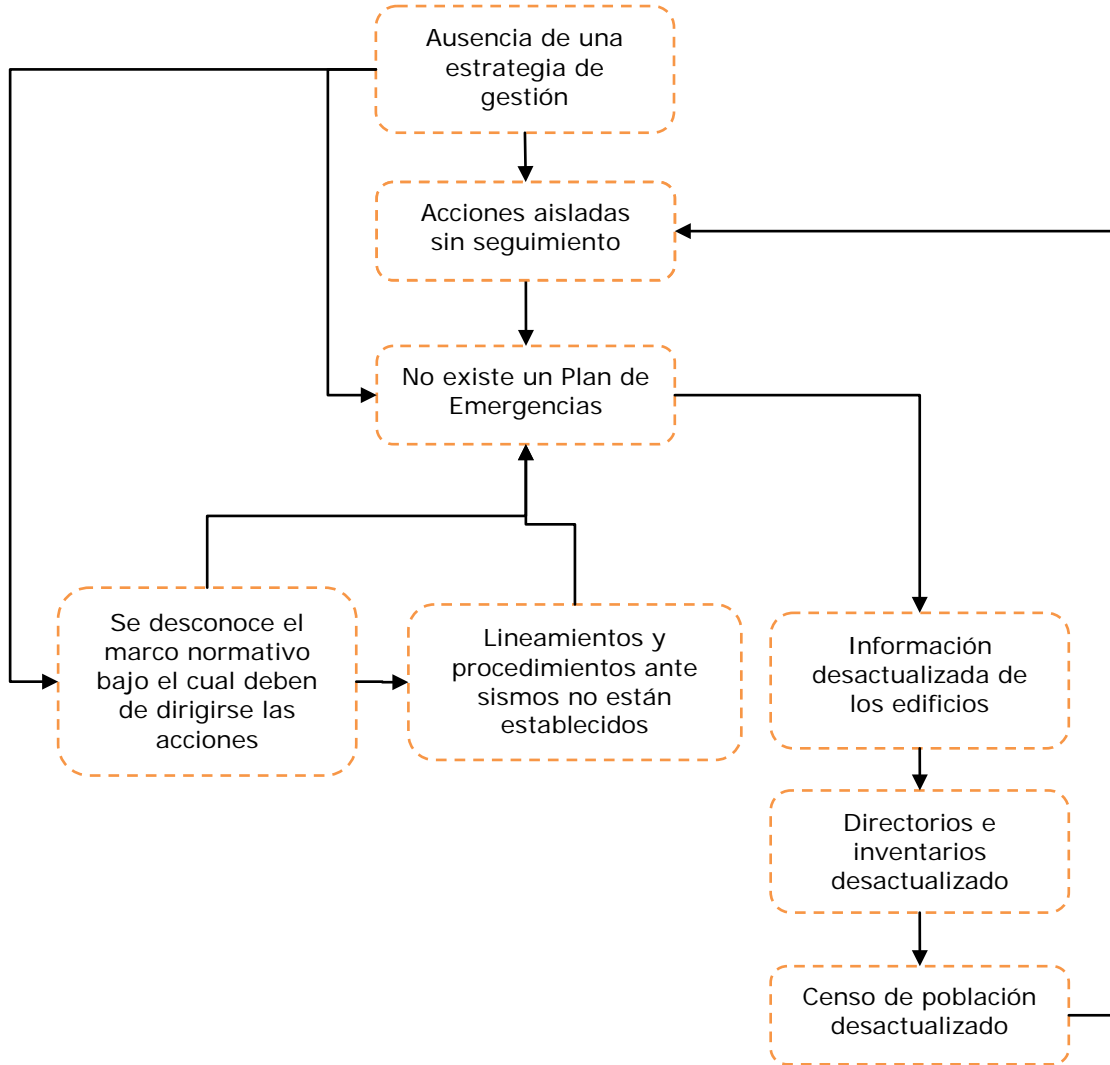 Ausencia de una
estrategia de
gestión
Acciones aisladas
sin seguimiento
No existe un Plan de
Emergencias
Se desconoce el
marco normativo
bajo el cual deben
de dirigirse las
acciones
Lineamientos y
procedimientos ante
sismos no están
establecidos
Información
desactualizada de
los edificios
Directorios e
inventarios
desactualizado
Censo de población
desactualizado